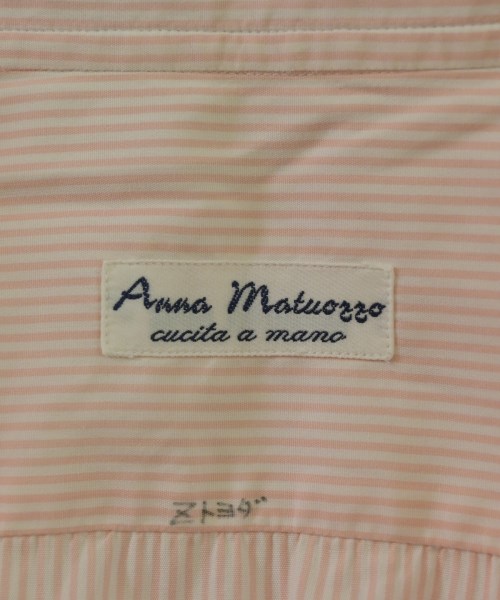 Anna Matuozzo
cucita a mano
ストヨダ